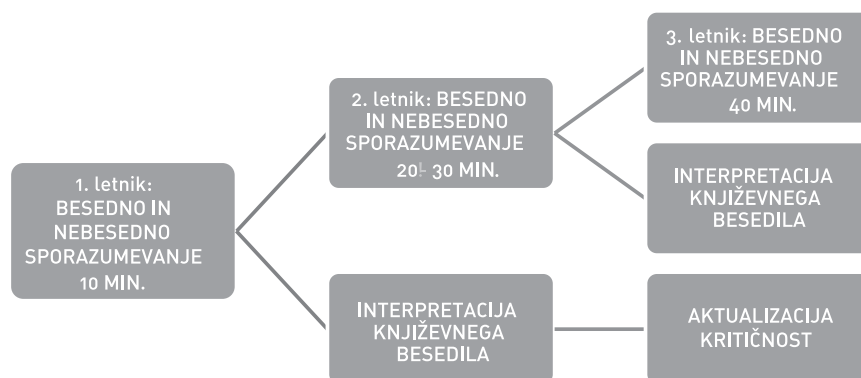 1. letnik:
BESEDNO IN
NEBESEDNO
SPORAZUMEVANJE
10 MIN.
2. letnik: BESEDNO
IN NEBESEDNO
SPORAZUMEVANJE
20- 30 MIN.
INTERPRETACIJA
KNJIŽEVNEGA
BESEDILA
3. letnik: BESEDNO
IN NEBESEDNO
SPORAZUMEVANJE
40 MIN.
INTERPRETACIJA
KNJIŽEVNEGA
BESEDILA
AKTUALIZACIJA
KRITIČNOST